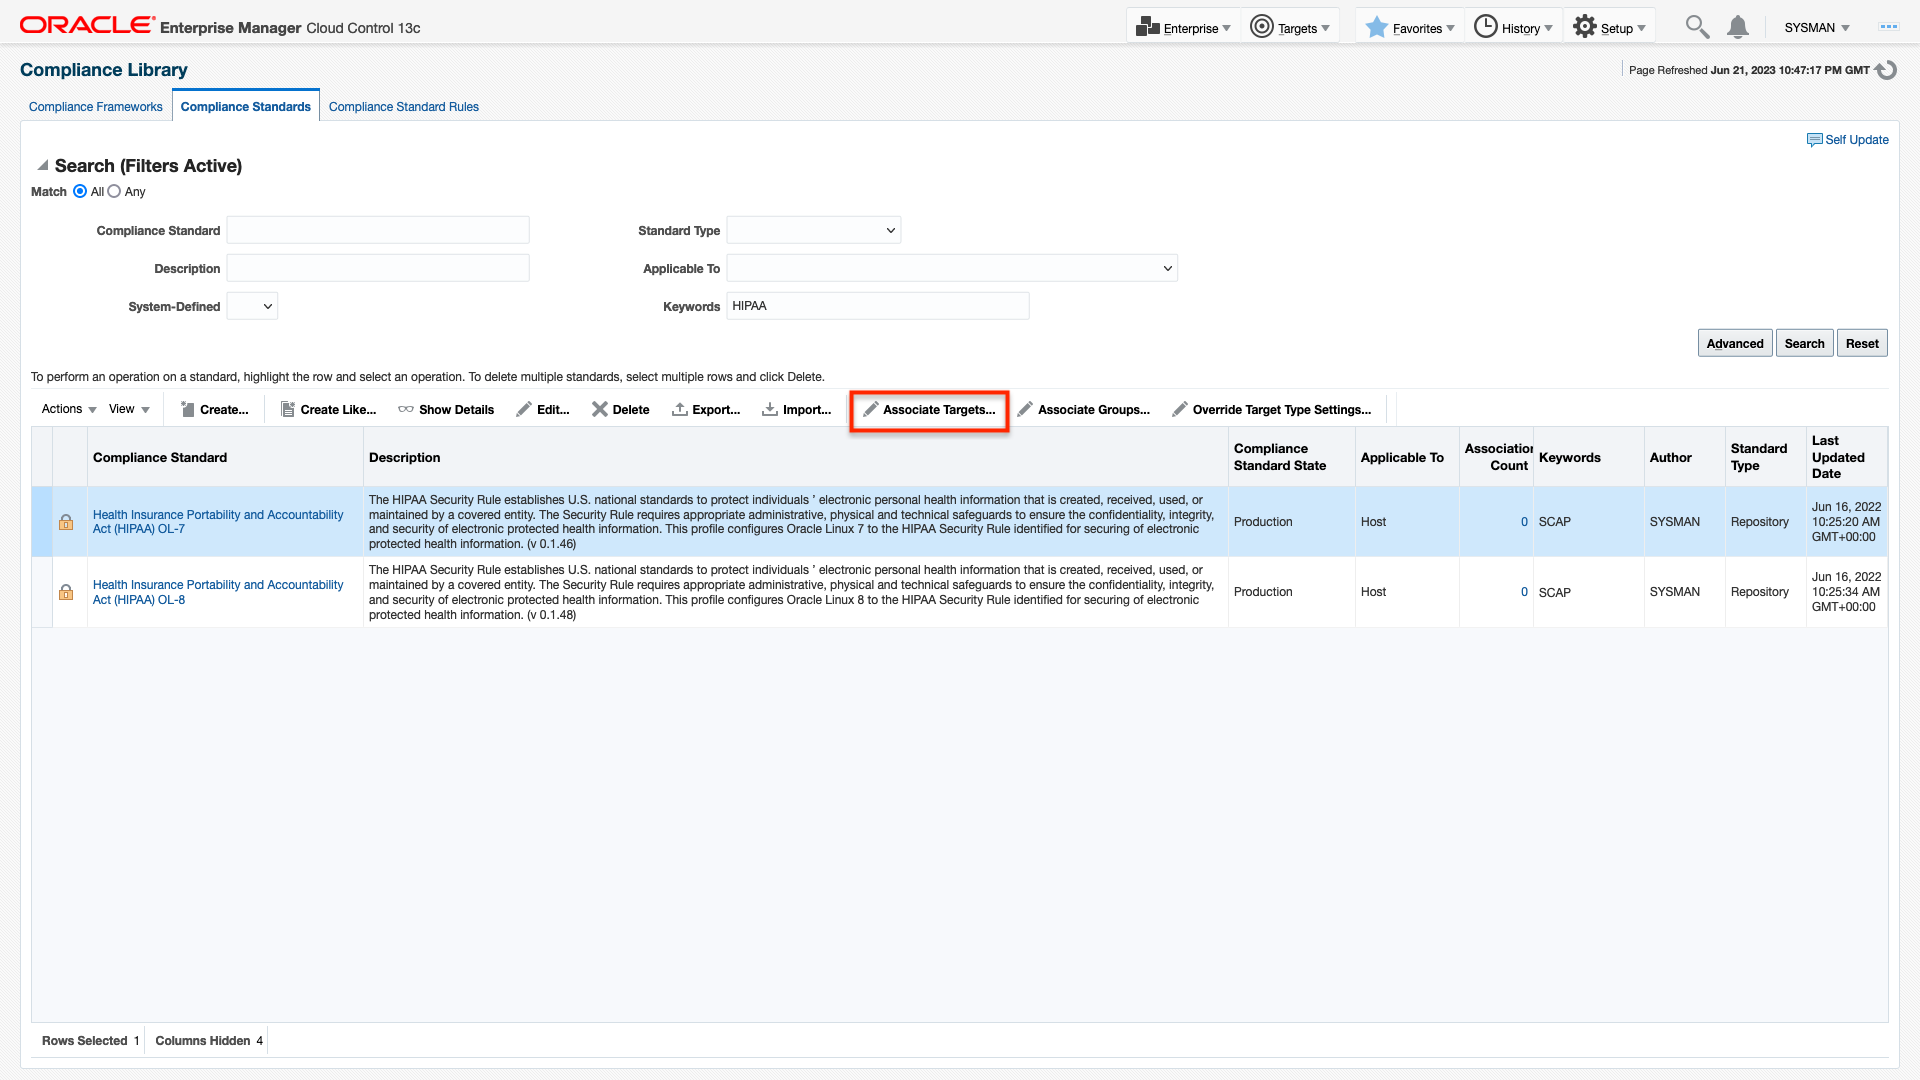 ORACLE Enterprise Manager Cloud Control 13c
Enterprise Targets Favorites History Setup SYSMAN
Compliance Library
Page Refreshed Jun 21, 2023 10:47:17 PM GMT
Compliance Frameworks Compliance Standards Compliance Standard Rules
Self Update
Search (Filters Active)
Match All Any
Compliance Standard Standard Type
Description Applicable To
System-Defined Keywords HIPAA
Advanced Search Reset
To perform an operation on a standard, highlight the row and select an operation. To delete multiple standards, select multiple rows and click Delete.
Actions View Create... Create Like... Show Details Edit... Delete Export... Import... Associate Targets... Associate Groups... Override Target Type Settings...
Compliance Standard
Description
Compliance
Standard State
Applicable To
Association
Count
Keywords
Author
Standard
Type
Last
Updated
Date
Health Insurance Portability and Accountability
Act (HIPAA) OL-7
The HIPAA Security Rule establishes U.S. national standards to protect individuals ’ electronic personal health information that is created, received, used, or
maintained by a covered entity. The Security Rule requires appropriate administrative, physical and technical safeguards to ensure the confidentiality, integrity,
and security of electronic protected health information. This profile configures Oracle Linux 7 to the HIPAA Security Rule identified for securing of electronic
protected health information. (v 0.1.46)
Production
Host
0
SCAP
SYSMAN
Repository
Jun 16, 2022
10:25:20 AM
GMT+00:00
Health Insurance Portability and Accountability
Act (HIPAA) OL-8
The HIPAA Security Rule establishes U.S. national standards to protect individuals ’ electronic personal health information that is created, received, used, or
maintained by a covered entity. The Security Rule requires appropriate administrative, physical and technical safeguards to ensure the confidentiality, integrity,
and security of electronic protected health information. This profile configures Oracle Linux 8 to the HIPAA Security Rule identified for securing of electronic
protected health information. (v 0.1.48)
Production
Host
0
SCAP
SYSMAN
Repository
Jun 16, 2022
10:25:34 AM
GMT+00:00
Rows Selected 1 Columns Hidden 4